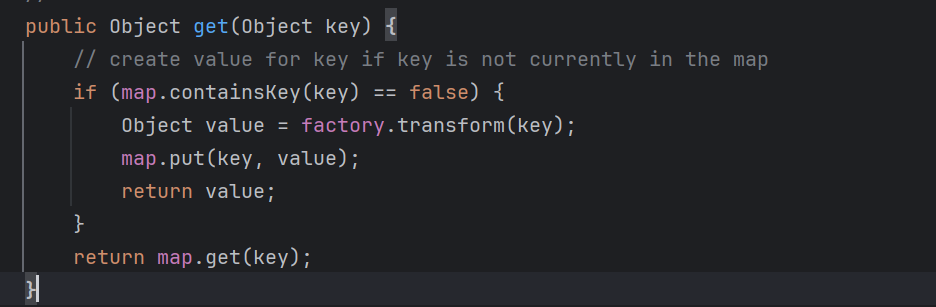 public Object get(Object key) {
    // create value for key if key is not currently in the map
    if (map.containsKey(key) == false) {
        Object value = factory.transform(key);
        map.put(key, value);
        return value;
    }
    return map.get(key);
}